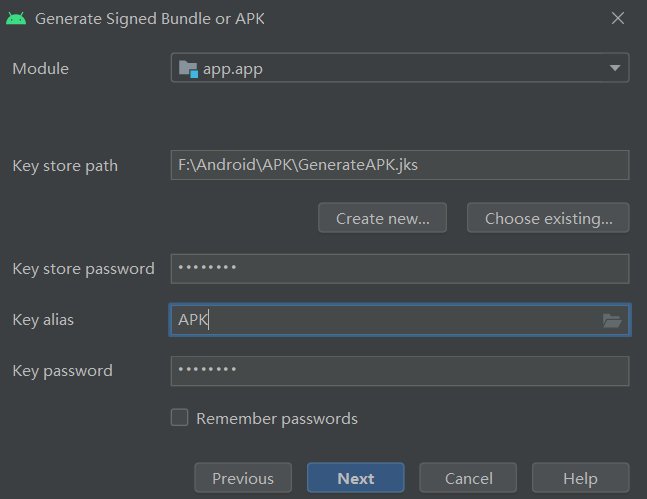 Generate Signed Bundle or APK
Module app.app
Key store path F:\Android\APK\GenerateAPK.jks
Create new... Choose existing...
Key store password ••••••••
Key alias APK
Key password ••••••••
Remember passwords
Previous Next Cancel Help